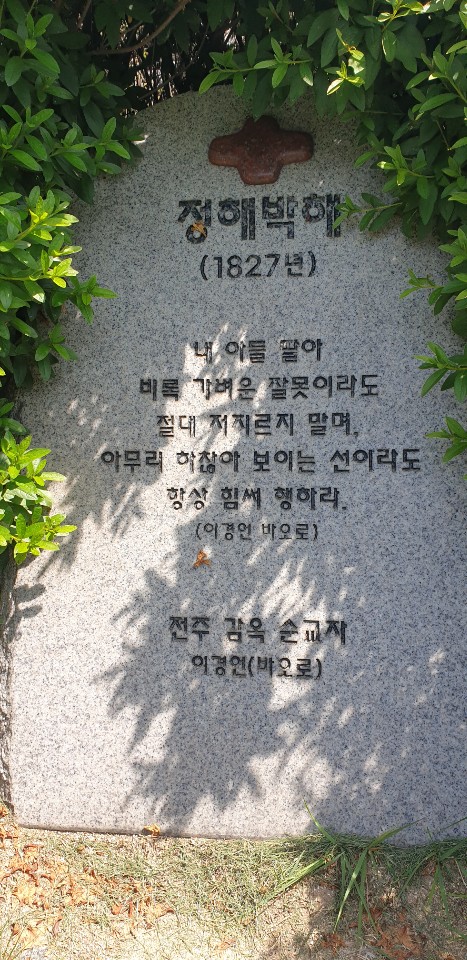 정해박해
(1827년)
내 아들 딸아
비록 가벼운 잘못이라도
절대 저지르지 말며,
아무리 하찮아 보이는 선이라도
항상 힘써 행하라.
(이경언 바오로)
전주 감옥 순교자
이경언(바오로)